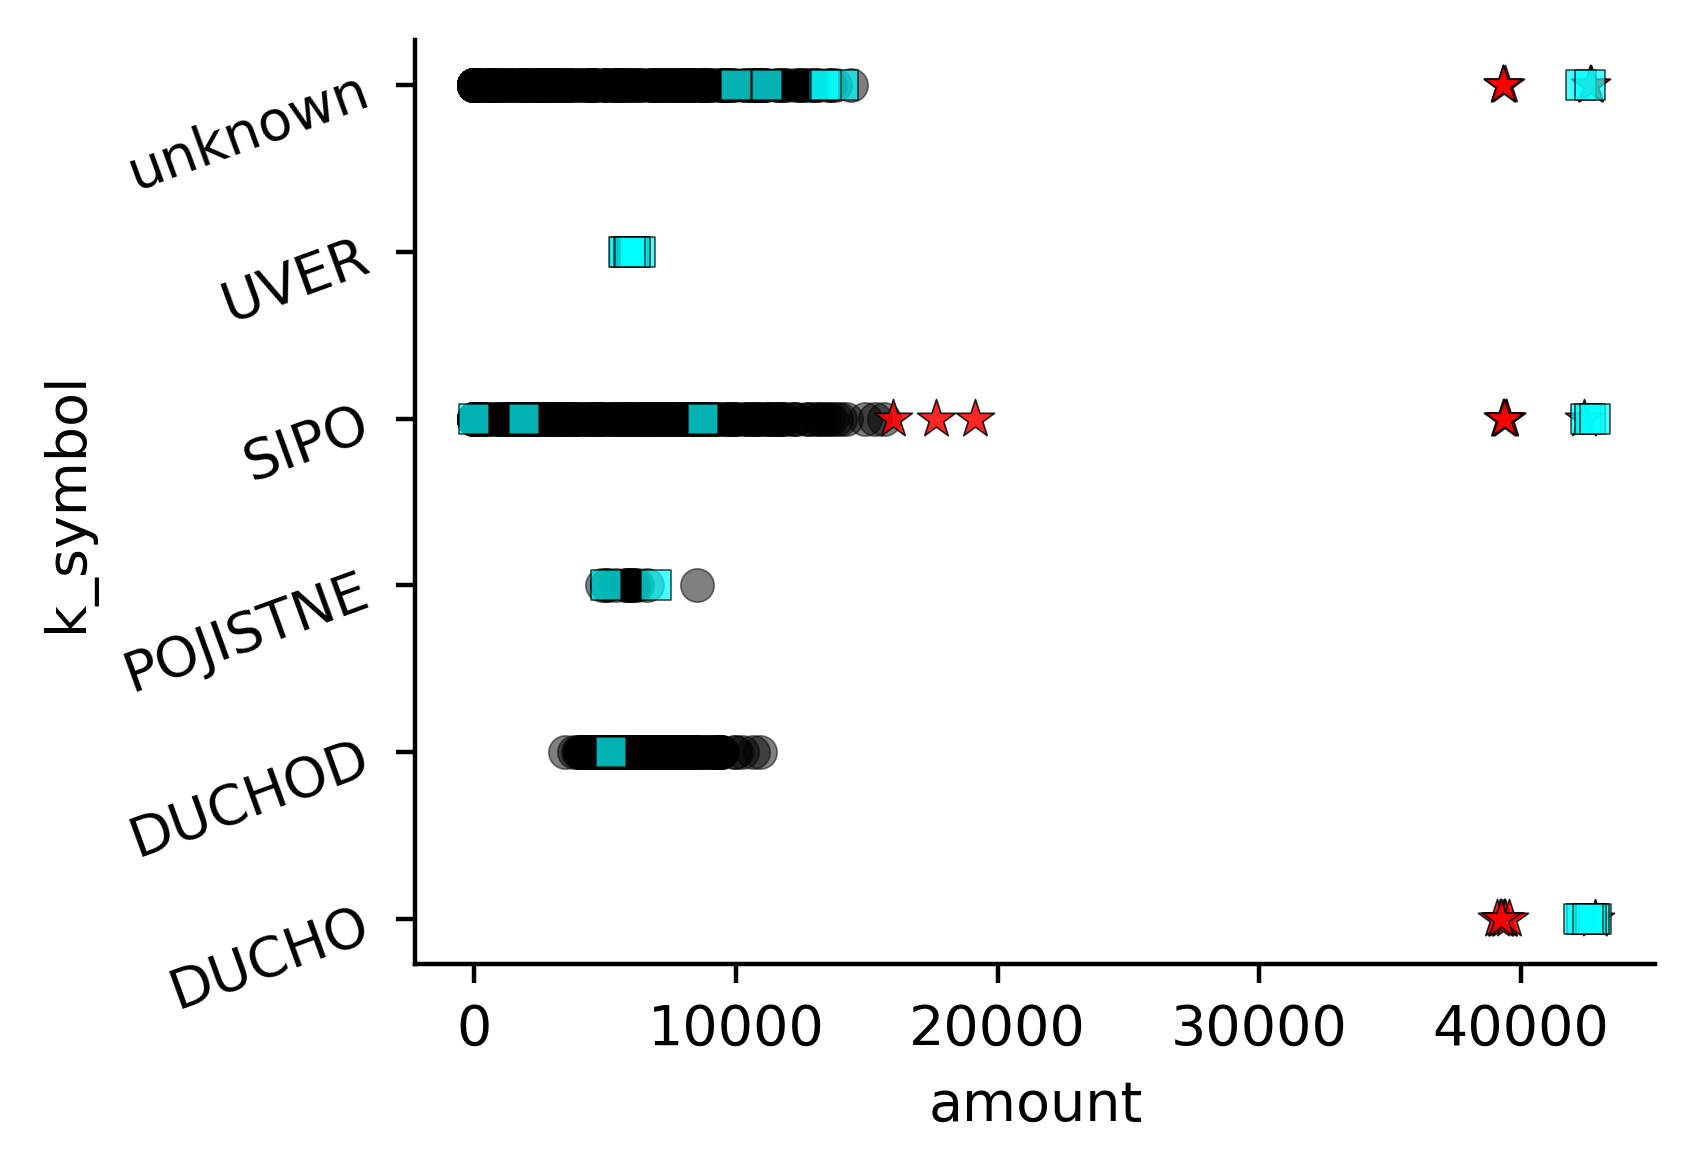 unknown
UVER
SIPO
POJISTNE
DUCHOD
DUCHO
k_symbol
0 10000 20000 30000 40000
amount